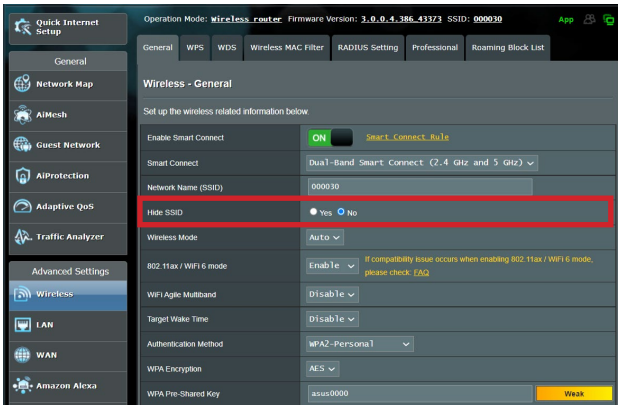 Quick Internet
Setup
General
Network Map
AiMesh
Guest Network
AiProtection
Adaptive QoS
Traffic Analyzer
Advanced Settings
Wireless
LAN
WAN
Amazon Alexa
Operation Mode: Wireless router Firmware Version: 3.0.0.4.386_43373 SSID: 000030 App
General WPS WDS Wireless MAC Filter RADIUS Setting Professional Roaming Block List
Wireless - General
Set up the wireless related information below.
Enable Smart Connect ON Smart Connect Rule
Smart Connect Dual-Band Smart Connect (2.4 GHz and 5 GHz)
Network Name (SSID) 000030
Hide SSID Yes No
Wireless Mode Auto
802.11ax / WiFi 6 mode Enable If compatibility issue occurs when enabling 802.11ax / WiFi 6 mode,
please check: FAQ
WiFi Agile Multiband Disable
Target Wake Time Disable
Authentication Method WPA2-Personal
WPA Encryption AES
WPA Pre-Shared Key asus0000 Weak